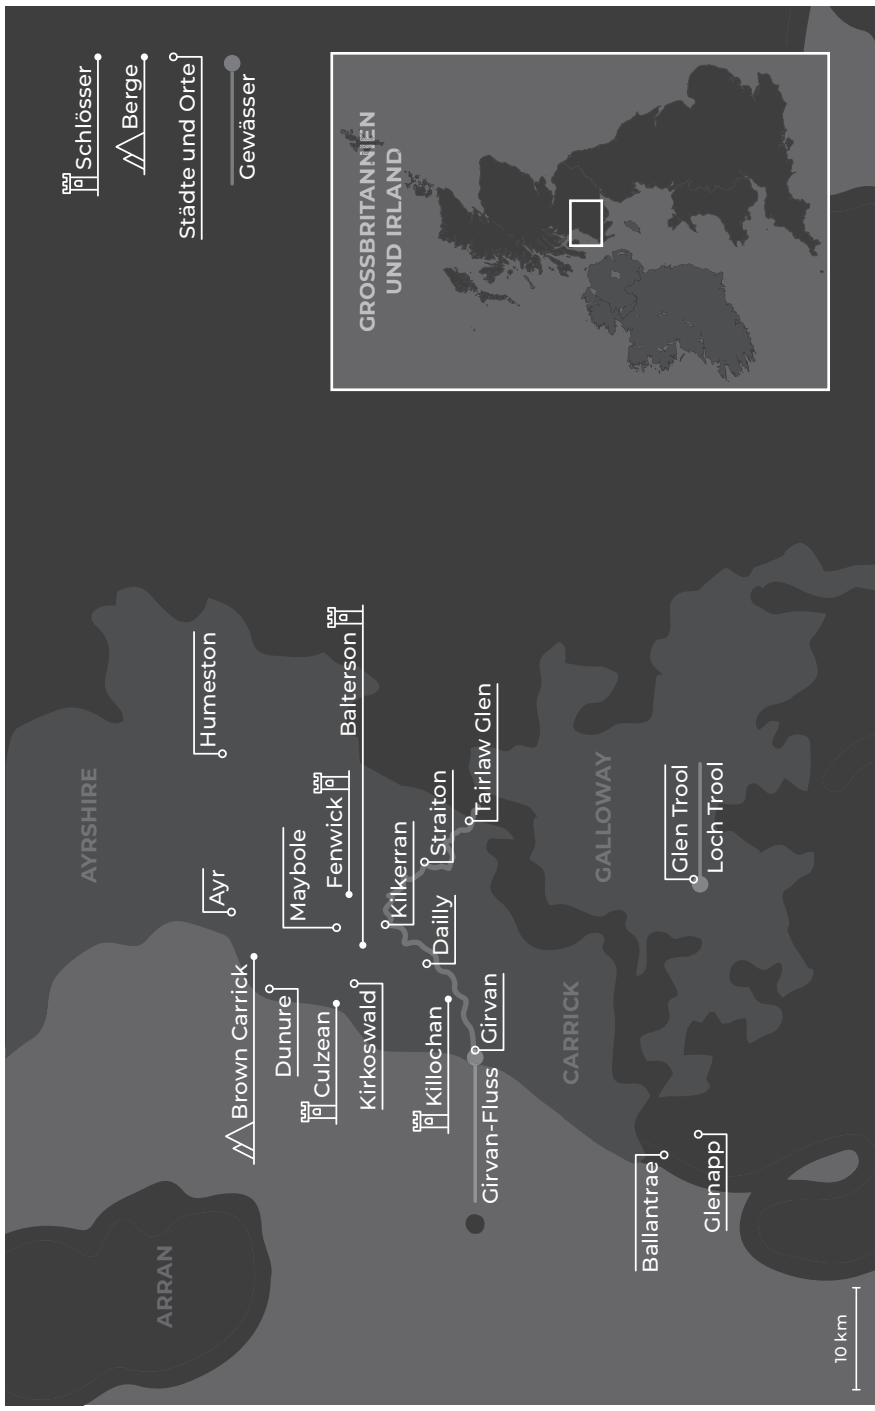 Schlösser
Berge
Städte und Orte
Gewässer
GROSSBRITANNIEN
UND IRLAND
AYRSHIRE
Humeston
Ayr
Balterson
Fenwick
Maybole
Brown Carrick
Dunure
Culzean
Kirkoswald
Kilkerran
Straiton
Tairlaw Glen
Dailly
Killochan
Girvan
Girvan-Fluss
CARRICK
GALLOWAY
Glen Trool
Loch Trool
Ballantrae
Glenapp
ARRAN
10 km